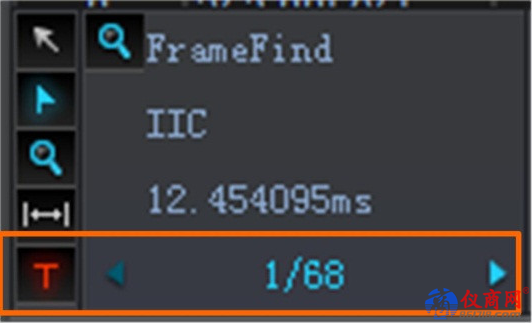 FrameFind
IIC
12.454095ms
T
1/68
仪商网